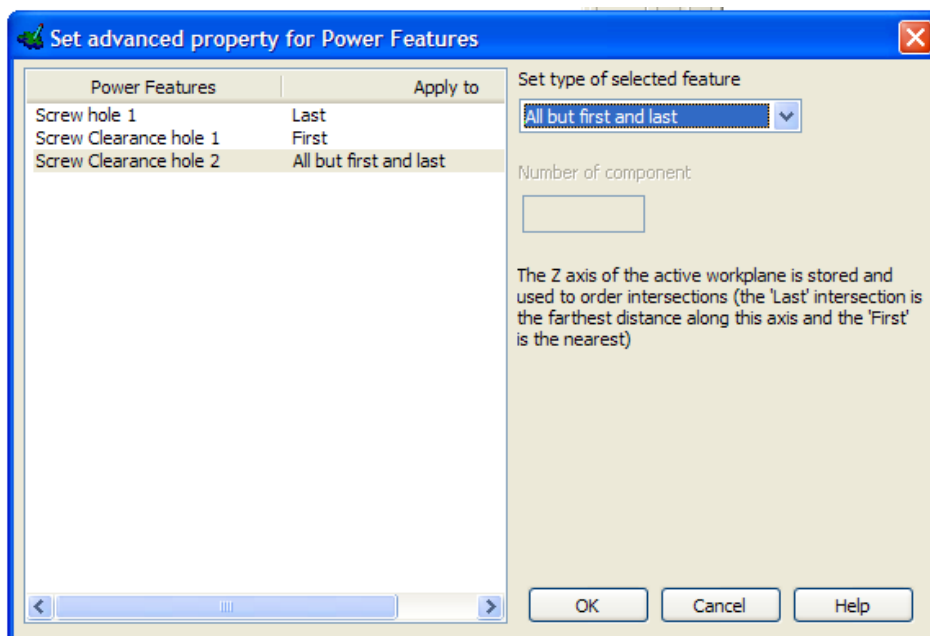 Set advanced property for Power Features
Power Features Apply to
Screw hole 1 Last
Screw Clearance hole 1 First
Screw Clearance hole 2 All but first and last
Set type of selected feature
All but first and last
Number of component
The Z axis of the active workplane is stored and
used to order intersections (the 'Last' intersection is
the farthest distance along this axis and the 'First'
is the nearest)
OK Cancel Help